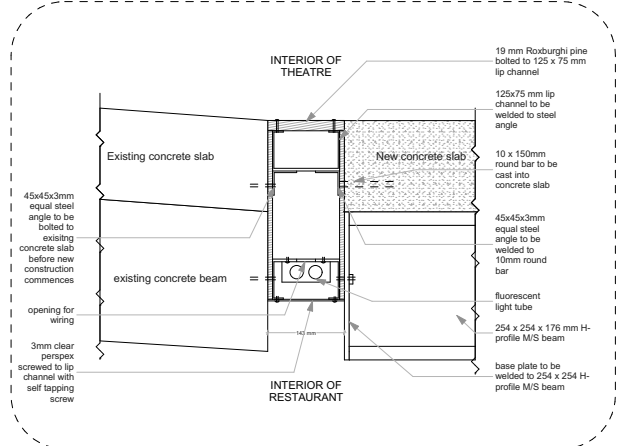 INTERIOR OF
THEATRE
19 mm Roxburghi pine
bolted to 125 x 75 mm
lip channel
125x75 mm lip
channel to be
welded to steel
angle
Existing concrete slab
New concrete slab
10 x 150mm
round bar to be
cast into
concrete slab
45x45x3mm
equal steel
angle to be
bolted to
exisitng
concrete slab
before new
construction
commences
45x45x3mm
equal steel
angle to be
welded to
10mm round
bar
existing concrete beam
fluorescent
light tube
opening for
wiring
254 x 254 x 176 mm H-
profile M/S beam
143 mm
3mm clear
perspex
screwed to lip
channel with
self tapping
screw
base plate to be
welded to 254 x 254 H-
profile M/S beam
INTERIOR OF
RESTAURANT